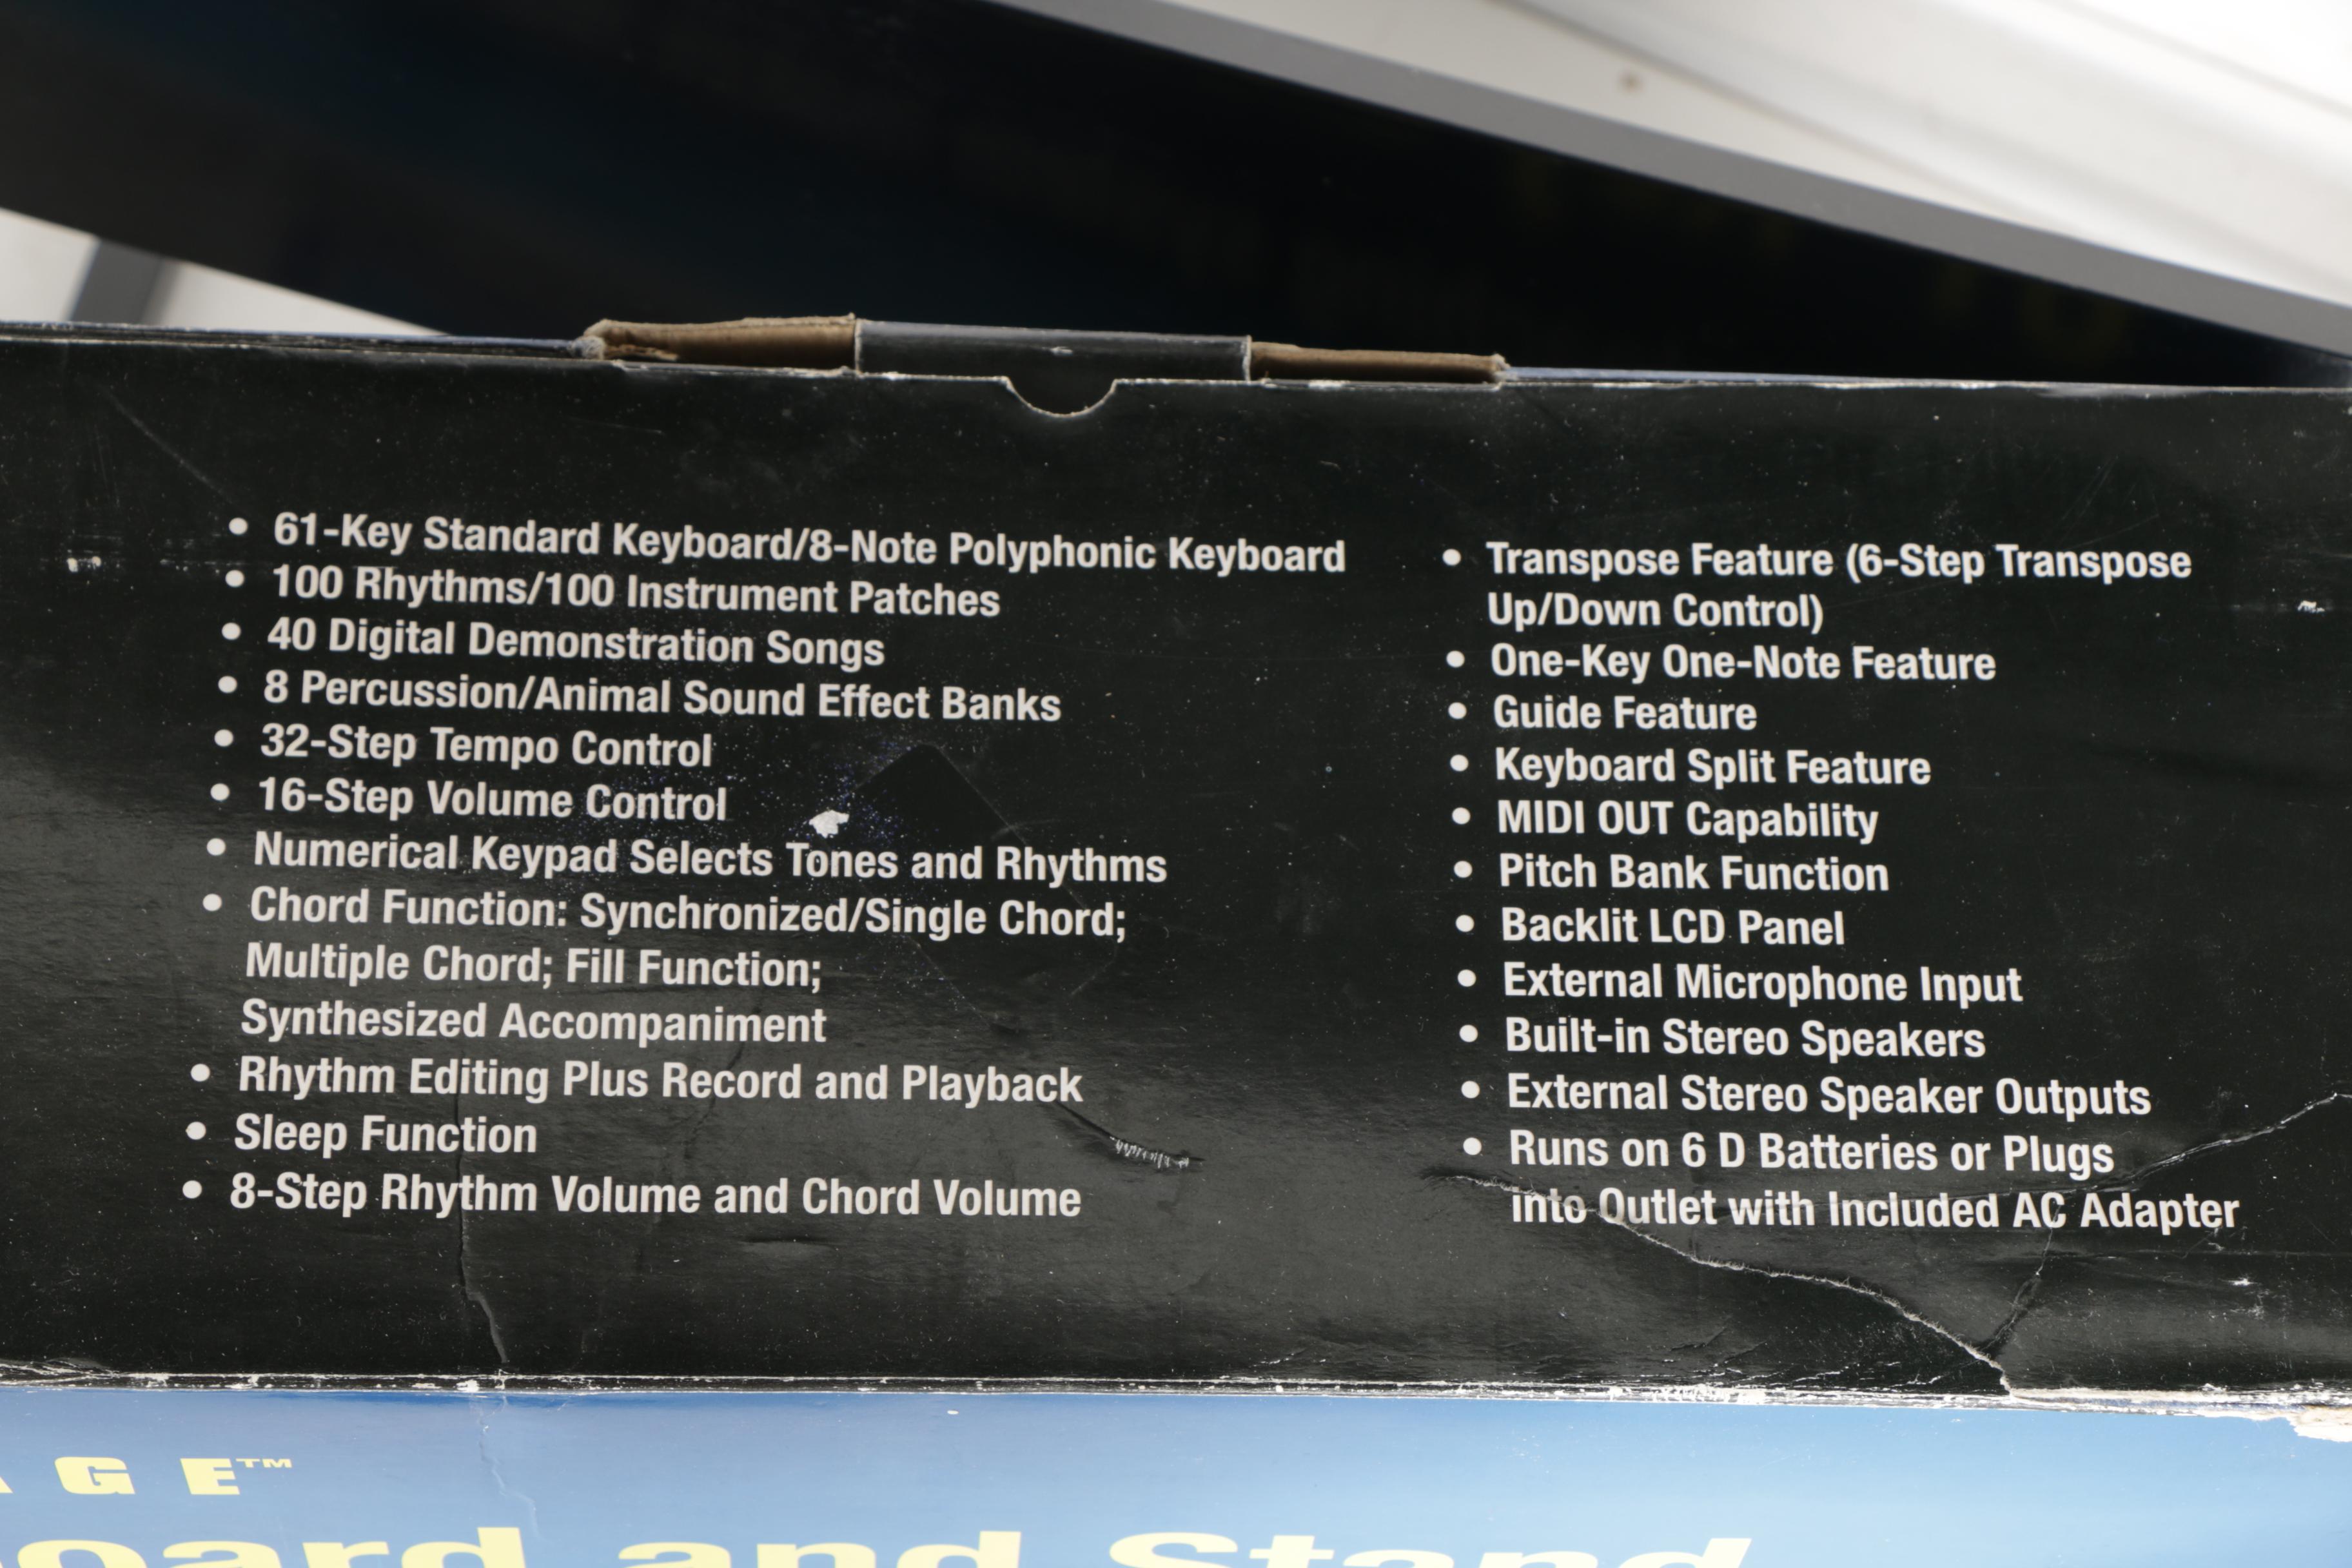 • 61-Key Standard Keyboard/8-Note Polyphonic Keyboard
• 100 Rhythms/100 Instrument Patches
• 40 Digital Demonstration Songs
• 8 Percussion/Animal Sound Effect Banks
• 32-Step Tempo Control
• 16-Step Volume Control
• Numerical Keypad Selects Tones and Rhythms
• Chord Function: Synchronized/Single Chord;
Multiple Chord; Fill Function;
Synthesized Accompaniment
• Rhythm Editing Plus Record and Playback
• Sleep Function
• 8-Step Rhythm Volume and Chord Volume
• Transpose Feature (6-Step Transpose
Up/Down Control)
• One-Key One-Note Feature
• Guide Feature
• Keyboard Split Feature
• MIDI OUT Capability
• Pitch Bank Function
• Backlit LCD Panel
• External Microphone Input
• Built-in Stereo Speakers
• External Stereo Speaker Outputs
• Runs on 6 D Batteries or Plugs
into Outlet with Included AC Adapter
A G E™
oard and Stand